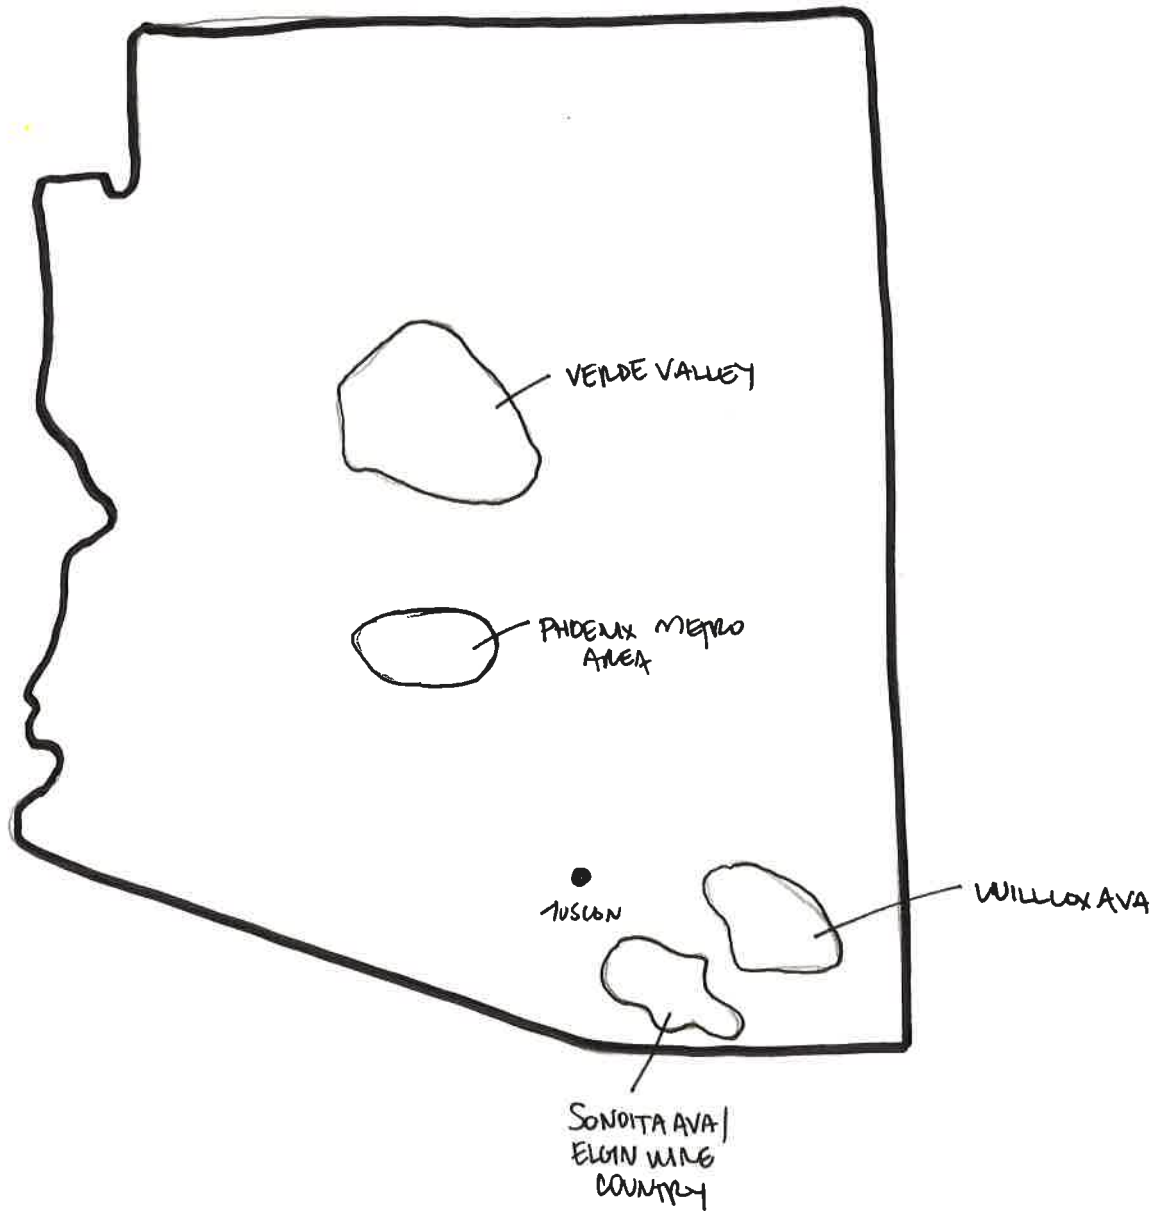 VERDE VALLEY
PHOENIX METRO
AREA
TUSCON
WILLCOX AVA
SONOITA AVA/
ELGIN WINE
COUNTRY